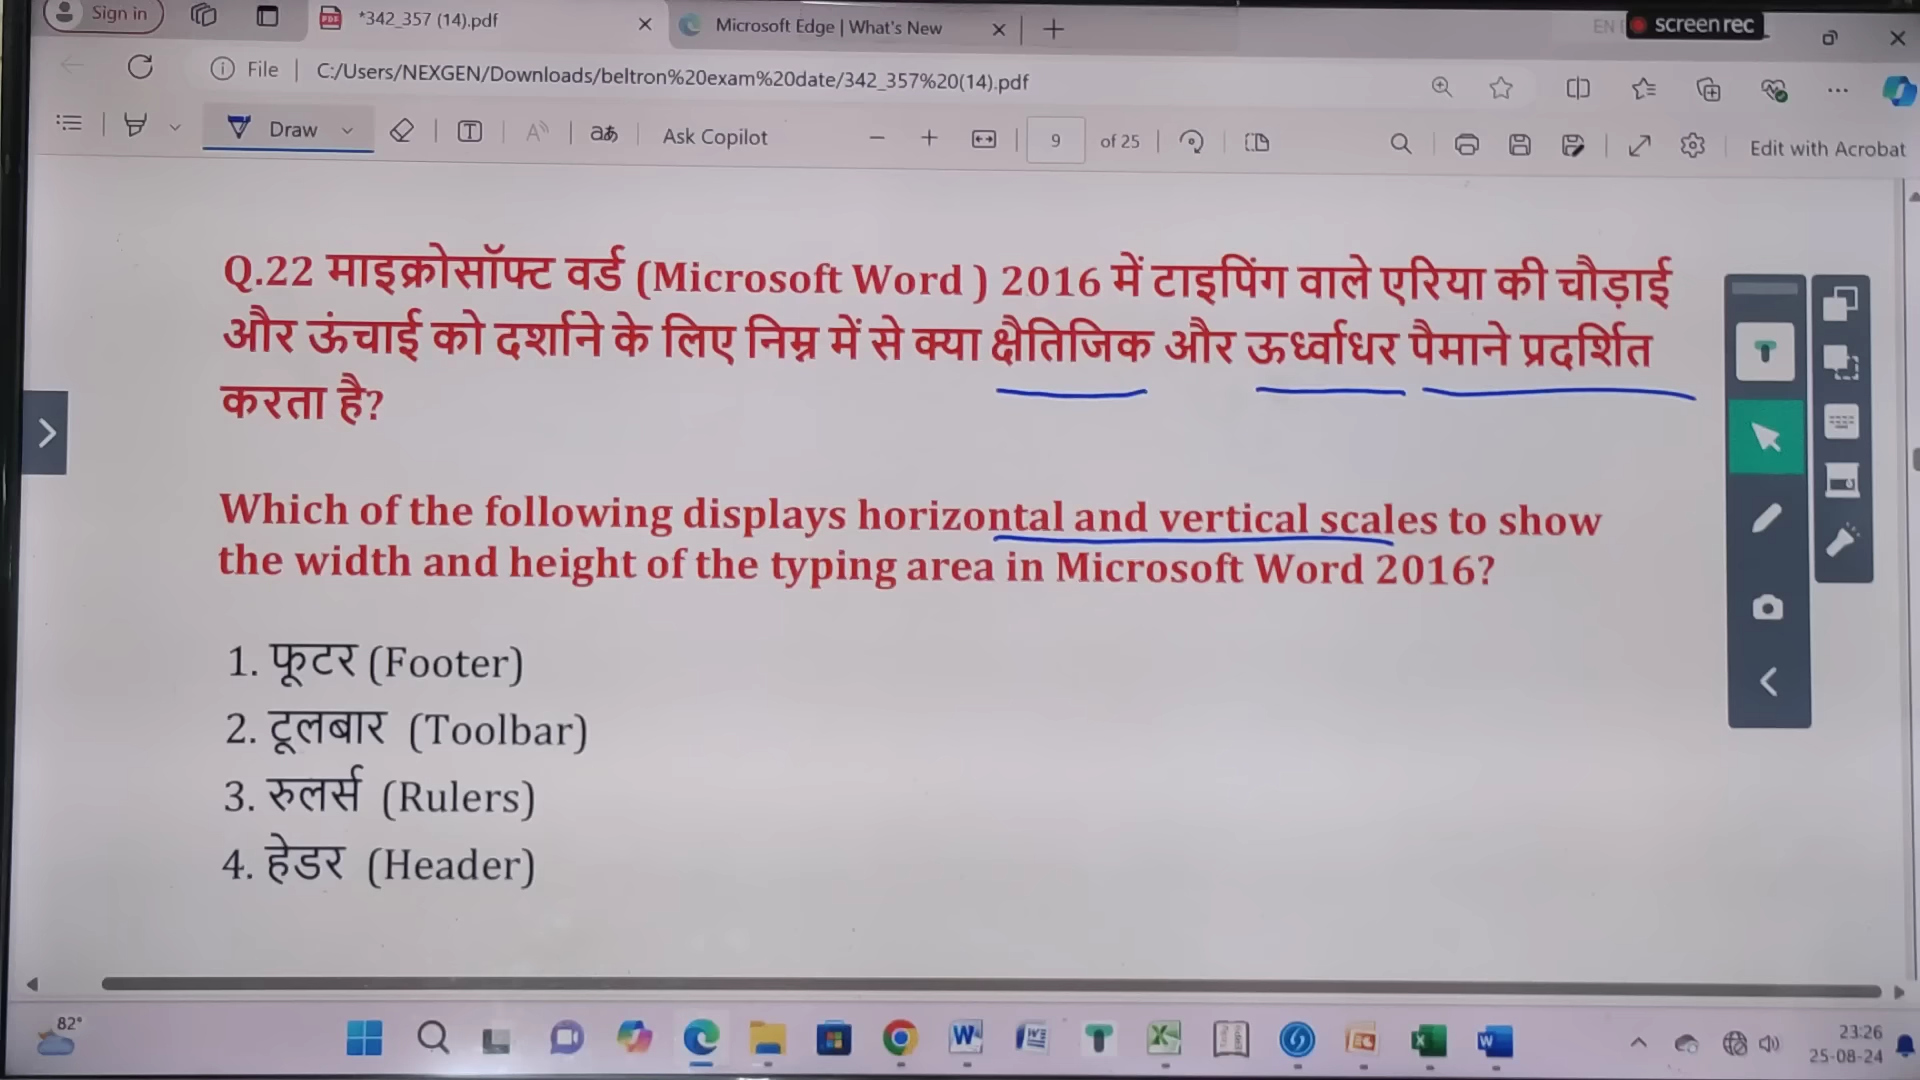 Sign in
*342_357 (14).pdf
Microsoft Edge | What's New
EN
screenrec
File
C:/Users/NEXGEN/Downloads/beltron%20exam%20date/342_357%20(14).pdf
Draw
aあ
Ask Copilot
9 of 25
Edit with Acrobat
Q.22 माइक्रोसॉफ्ट वर्ड (Microsoft Word ) 2016 में टाइपिंग वाले एरिया की चौड़ाई
और ऊंचाई को दर्शाने के लिए निम्न में से क्या क्षैतिजिक और ऊर्ध्वाधर पैमाने प्रदर्शित
करता है?
Which of the following displays horizontal and vertical scales to show
the width and height of the typing area in Microsoft Word 2016?
1. फूटर (Footer)
2. टूलबार (Toolbar)
3. रुलर्स (Rulers)
4. हेडर (Header)
82°
23:26
25-08-24